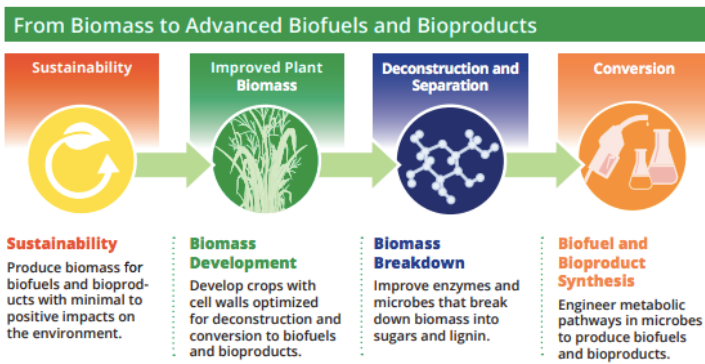 From Biomass to Advanced Biofuels and Bioproducts
Sustainability
Improved Plant
Biomass
Deconstruction and
Separation
Conversion
Sustainability
Produce biomass for
biofuels and bioprod-
ucts with minimal to
positive impacts on
the environment.
Biomass
Development
Develop crops with
cell walls optimized
for deconstruction and
conversion to biofuels
and bioproducts.
Biomass
Breakdown
Improve enzymes and
microbes that break
down biomass into
sugars and lignin.
Biofuel and
Bioproduct
Synthesis
Engineer metabolic
pathways in microbes
to produce biofuels
and bioproducts.